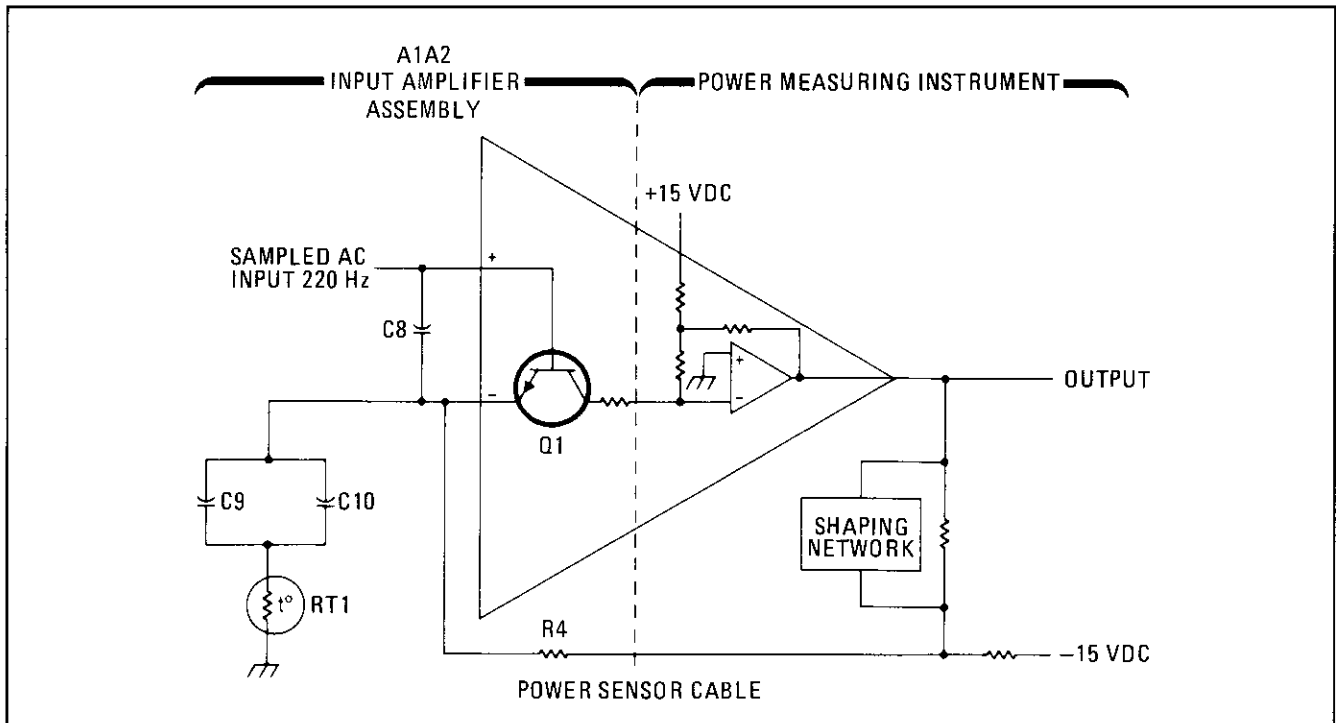 A1A2
INPUT AMPLIFIER
ASSEMBLY
POWER MEASURING INSTRUMENT
+15 VDC
SAMPLED AC
INPUT 220 Hz
+
C8
−
Q1
+
−
OUTPUT
C9
C10
SHAPING
NETWORK
t° RT1
R4
−15 VDC
POWER SENSOR CABLE